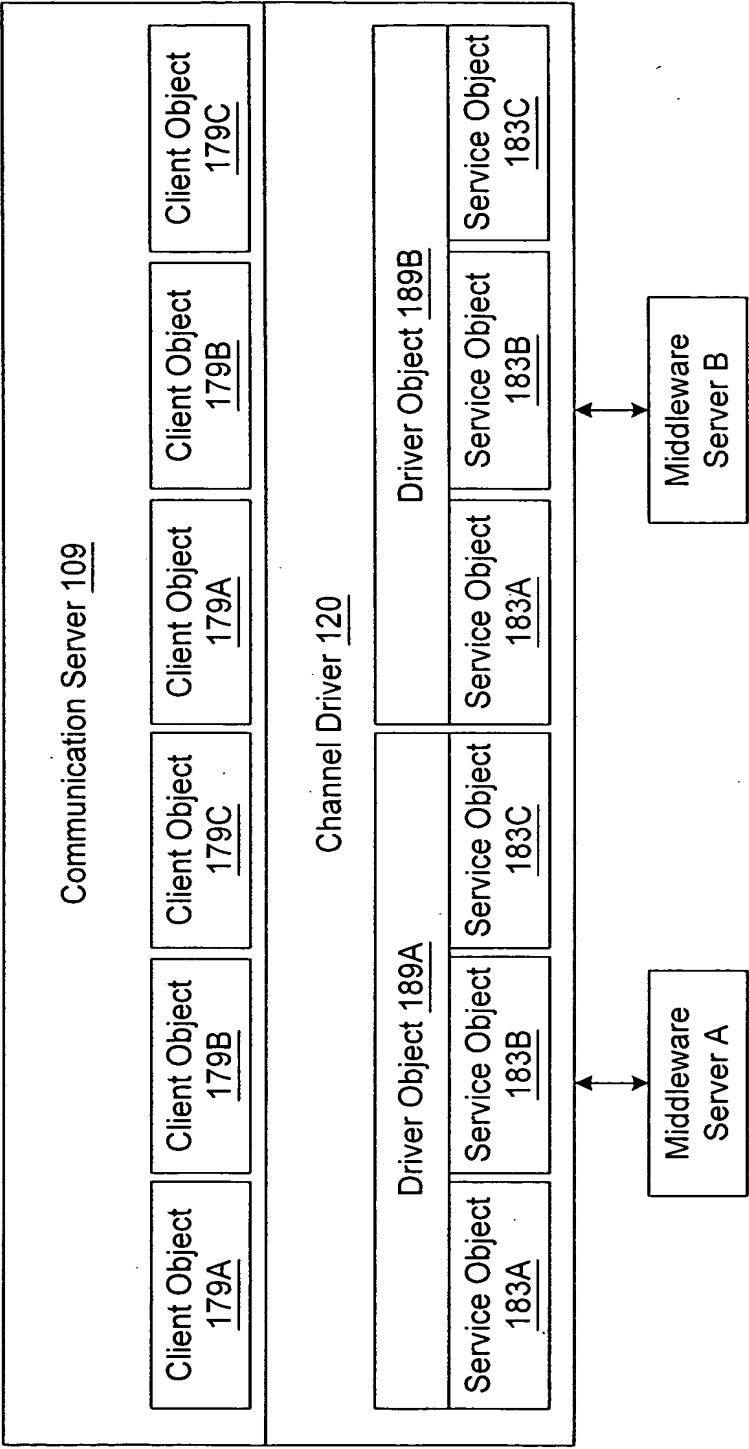 Communication Server 109
Client Object
179A
Client Object
179B
Client Object
179C
Client Object
179A
Client Object
179B
Client Object
179C
Channel Driver 120
Driver Object 189A
Driver Object 189B
Service Object
183A
Service Object
183B
Service Object
183C
Service Object
183A
Service Object
183B
Service Object
183C
Middleware
Server A
Middleware
Server B